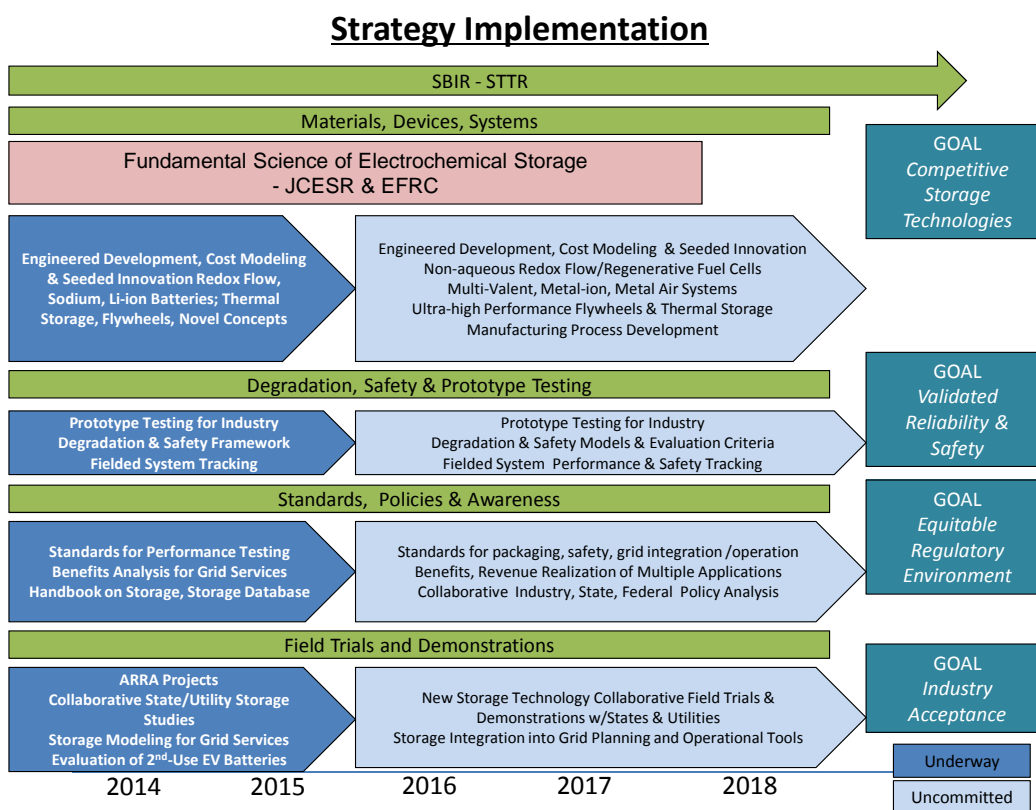 Strategy Implementation
SBIR - STTR
Materials, Devices, Systems
Fundamental Science of Electrochemical Storage
- JCESR & EFRC
GOAL
Competitive
Storage
Technologies
Engineered Development, Cost Modeling
& Seeded Innovation Redox Flow,
Sodium, Li-ion Batteries; Thermal
Storage, Flywheels, Novel Concepts
Engineered Development, Cost Modeling & Seeded Innovation
Non-aqueous Redox Flow/Regenerative Fuel Cells
Multi-Valent, Metal-ion, Metal Air Systems
Ultra-high Performance Flywheels & Thermal Storage
Manufacturing Process Development
Degradation, Safety & Prototype Testing
Prototype Testing for Industry
Degradation & Safety Framework
Fielded System Tracking
Prototype Testing for Industry
Degradation & Safety Models & Evaluation Criteria
Fielded System Performance & Safety Tracking
GOAL
Validated
Reliability &
Safety
Standards, Policies & Awareness
Standards for Performance Testing
Benefits Analysis for Grid Services
Handbook on Storage, Storage Database
Standards for packaging, safety, grid integration /operation
Benefits, Revenue Realization of Multiple Applications
Collaborative Industry, State, Federal Policy Analysis
GOAL
Equitable
Regulatory
Environment
Field Trials and Demonstrations
ARRA Projects
Collaborative State/Utility Storage
Studies
Storage Modeling for Grid Services
Evaluation of 2nd-Use EV Batteries
New Storage Technology Collaborative Field Trials &
Demonstrations w/States & Utilities
Storage Integration into Grid Planning and Operational Tools
GOAL
Industry
Acceptance
Underway
Uncommitted
2014 2015 2016 2017 2018